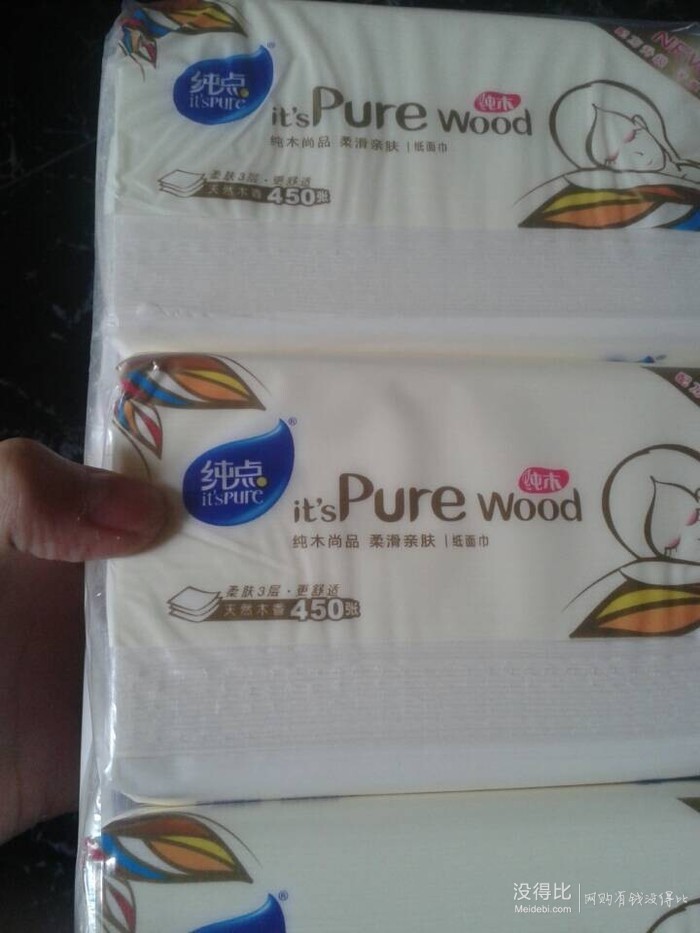 NEW
纯点
it'sPure
纯木
it'sPure wood
纯木尚品 柔滑亲肤 | 纸面巾
柔肤3层·更舒适
天然木香 450张
纯点
it'sPure
纯木
it'sPure wood
纯木尚品 柔滑亲肤 | 纸面巾
柔肤3层·更舒适
天然木香 450张
没得比
Meidebi.com
网购有钱没得比